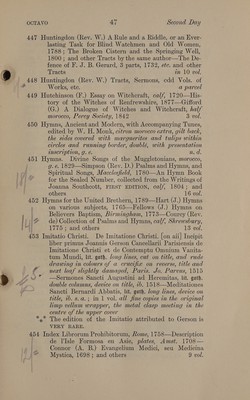 OCTAVO 47 Second Day
447 Huntingdon (Rev. W.) A Rule and a Riddle, or an Ever-
lasting Task for Blind Watchmen and Old Women,
1788; The Broken Cistern and the Springing Well,
1800; and other Tracts by the same author—The De-
fence of F. J. B. Gerard, 3 parts, 1732, etc. and other
Tracts in 10 vol.
448 Huntingdon (Rev. W.) Tracts, Sermons, odd Vols. of
Works, etc. a parcel
449 Hutchinson (F.) Essay on Witchcraft, calf, 1720—His-
tory of the Witches of Renfrewshire, 1877—Gifford
(G.) A Dialogue of Witches and Witchcraft, half
morocco, Percy Society, 1842 3 vol.
450 Hymns, Ancient and Modern, with Accompanying Tunes,
edited by W. H. Monk, citron morocco extra, gilt back,
the sides covered with marguerites and tulips within
circles and running border, double, with presentation
inscription, g. e. n. d.
451 Hymns. Divine Songs of the Muggletonians, morocco,
g. e. 1829—Simpson (Rev. D.) Psalms and Hymns, and
Spiritual Songs, Macclesfield, 1780—An Hymn Book
for the Sealed Number, collected from the Writings of
Joanna Southcott, FIRST EDITION, calf, 1804; and
others 16 vol.
452 Hymns for the United Brethren, 1789—Hart (J.) Hymns
on various subjects, 1763—Fellows (J.) Hymns on
Believers Baptism, Birmingham, 1773—Conyer (Rev.
de) Collection of Psalms and Hymns, calf, Shrewsbury,
1775; and others 13 vol.
453 Imitatio Christi. De Imitatione Christi. [on aii] Incipit
liber primus Joannis Gerson Cancellarii Parisiensis de
Imitatione Christi et de Contemptu Omnium Vanita-
tum Mundi, lit. goth. long lines, cut on title, and rude
drawing in colours of a crucifix on reverse, title and
next leaf slightly damaged, Paris. Jo. Parvus, 1515
—Sermones Sancti Augustini ad Heremitas, lit. goth.
double columns, device on title, ib. 1518—Meditationes
Sancti Bernardi Abbatis, lit. goth. long lines, device on
title, ib. s. a.; in 1 vol. all fine copies in the original
limp vellum wrapper, the metal clasp meeting in the
centre of the upper cover
*** The edition of the Imitatio attributed to Gerson is
VERY RARE.
454 Index Librorum Prohibitorum, Rome, 1758—Description
de l'Isle Formosa en Asie, plates, Amst. 1708—
Connor (A. B.) Evangelium Medici, seu Medicina
Mystica, 1698; and others 9 vol.